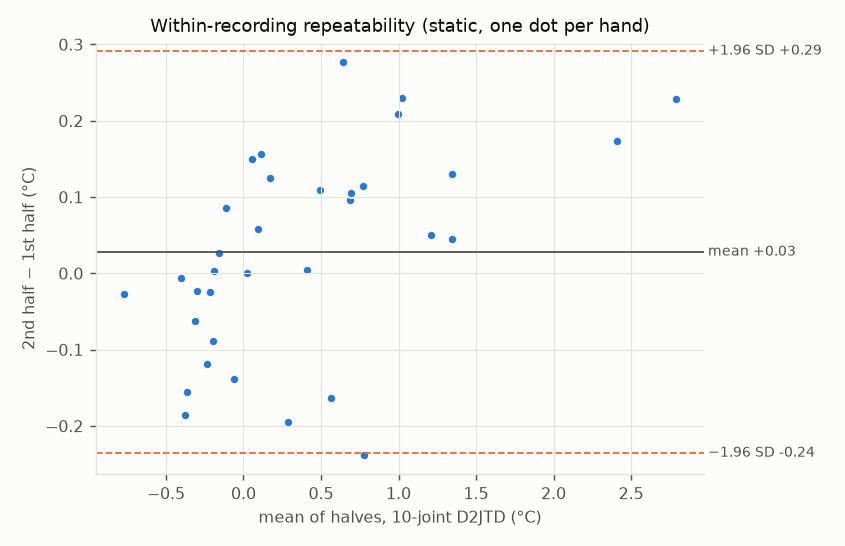 Within-recording repeatability (static, one dot per hand)
2nd half − 1st half (°C)
0.3
0.2
0.1
0.0
−0.1
−0.2
+1.96 SD +0.29
mean +0.03
−1.96 SD -0.24
−0.5 0.0 0.5 1.0 1.5 2.0 2.5
mean of halves, 10-joint D2JTD (°C)